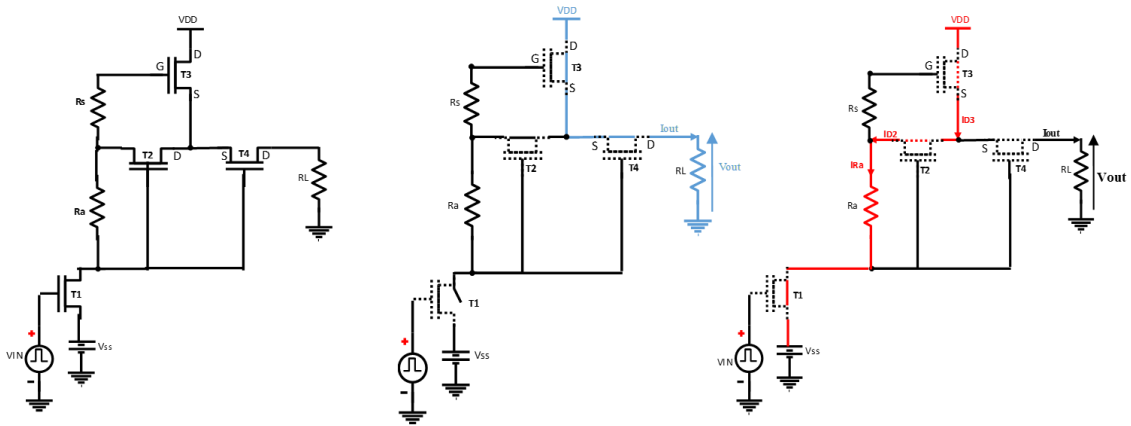 VDD
D
G
T3
Rs
S
T2
D
S
T4
D
RL
Ra
T1
+
VIN
Vss
-
VDD
D
G
T3
Rs
S
Iout
S
D
T2
T4
RL
Vout
Ra
T1
+
Vss
-
VDD
D
G
T3
Rs
S
ID3
ID2
Iout
S
D
IRa
T2
T4
RL
Vout
Ra
T1
+
VIN
Vss
-